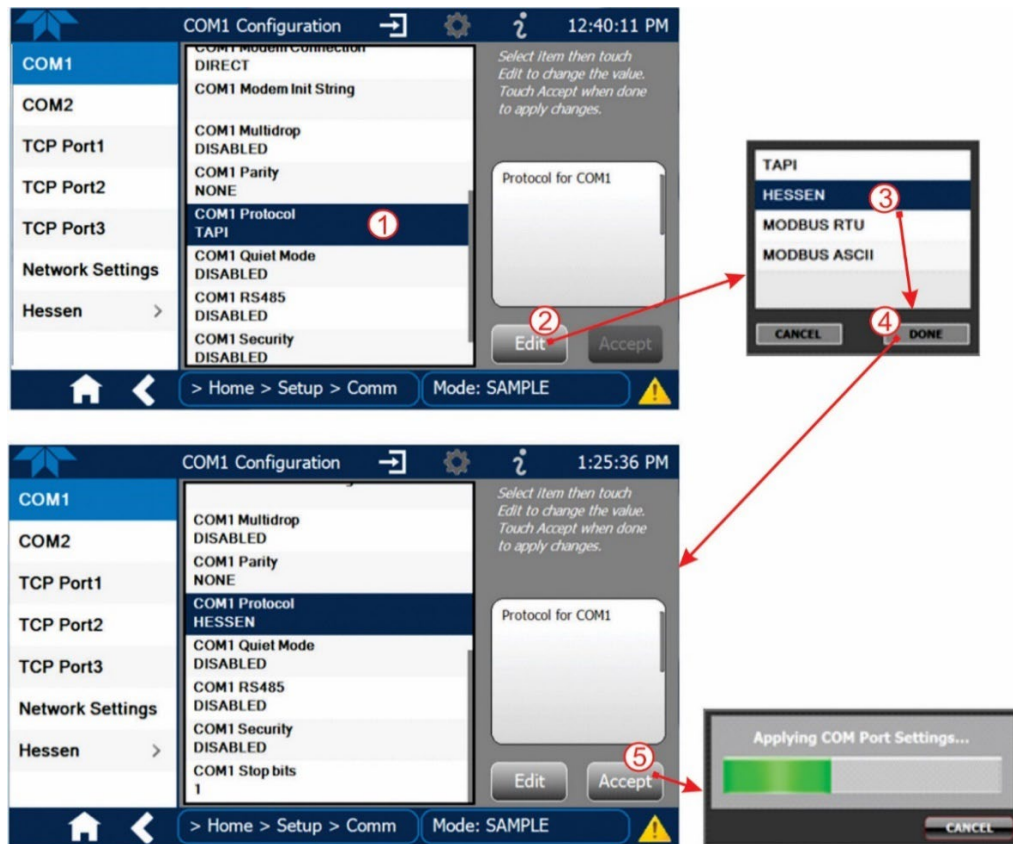 COM1 Configuration
12:40:11 PM
COM1
COM2
TCP Port1
TCP Port2
TCP Port3
Network Settings
Hessen >
COM1 Modem Connection
DIRECT
COM1 Modem Init String
COM1 Multidrop
DISABLED
COM1 Parity
NONE
COM1 Protocol
TAPI
1
COM1 Quiet Mode
DISABLED
COM1 RS485
DISABLED
COM1 Security
DISABLED
Select item then touch
Edit to change the value.
Touch Accept when done
to apply changes.
Protocol for COM1
2
Edit
Accept
> Home > Setup > Comm
Mode: SAMPLE
TAPI
HESSEN
3
MODBUS RTU
MODBUS ASCII
4
CANCEL
DONE
COM1 Configuration
1:25:36 PM
COM1
COM2
TCP Port1
TCP Port2
TCP Port3
Network Settings
Hessen >
COM1 Multidrop
DISABLED
COM1 Parity
NONE
COM1 Protocol
HESSEN
COM1 Quiet Mode
DISABLED
COM1 RS485
DISABLED
COM1 Security
DISABLED
COM1 Stop bits
1
Select item then touch
Edit to change the value.
Touch Accept when done
to apply changes.
Protocol for COM1
5
Edit
Accept
> Home > Setup > Comm
Mode: SAMPLE
Applying COM Port Settings...
CANCEL